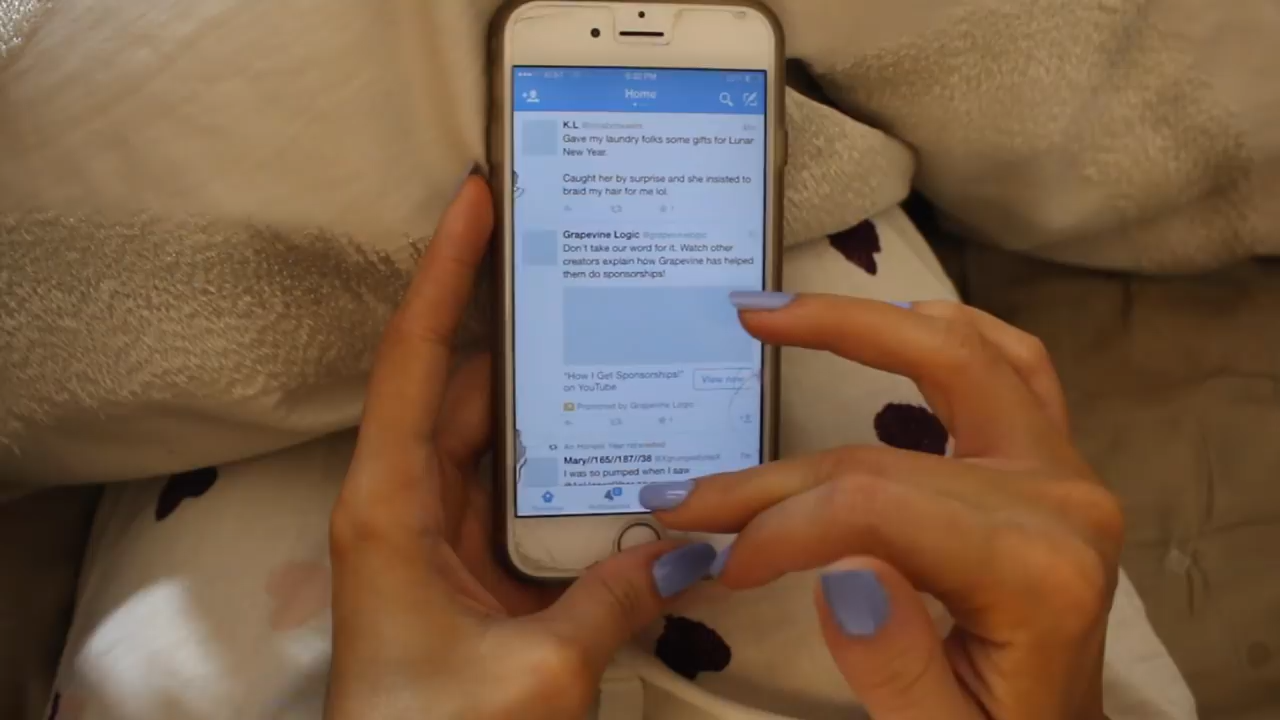 Home
K.L
Gave my laundry folks some gifts for Lunar
New Year.
Caught her by surprise and she insisted to
braid my hair for me lol.
Grapevine Logic
Don't take our word for it. Watch other
creators explain how Grapevine has helped
them do sponsorships!
"How I Get Sponsorships!"
on YouTube
View now
Promoted by Grapevine Logic
Mary//165//187//38
I was so pumped when I saw